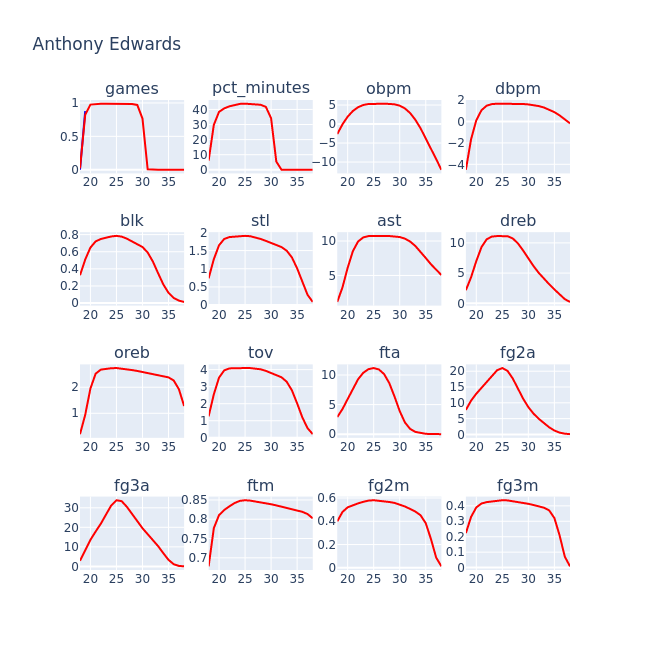 Anthony Edwards
games pct_minutes obpm dbpm
1 0.5 0 20 25 30 35
40 30 20 10 0 20 25 30 35
5 0 −5 −10 20 25 30 35
2 0 −2 −4 20 25 30 35
blk stl ast dreb
0.8 0.6 0.4 0.2 0 20 25 30 35
2 1.5 1 0.5 0 20 25 30 35
10 5 20 25 30 35
10 5 0 20 25 30 35
oreb tov fta fg2a
2 1 20 25 30 35
4 3 2 1 0 20 25 30 35
10 5 0 20 25 30 35
20 15 10 5 0 20 25 30 35
fg3a ftm fg2m fg3m
30 20 10 0 20 25 30 35
0.85 0.8 0.75 0.7 20 25 30 35
0.6 0.4 0.2 0 20 25 30 35
0.4 0.3 0.2 0.1 0 20 25 30 35